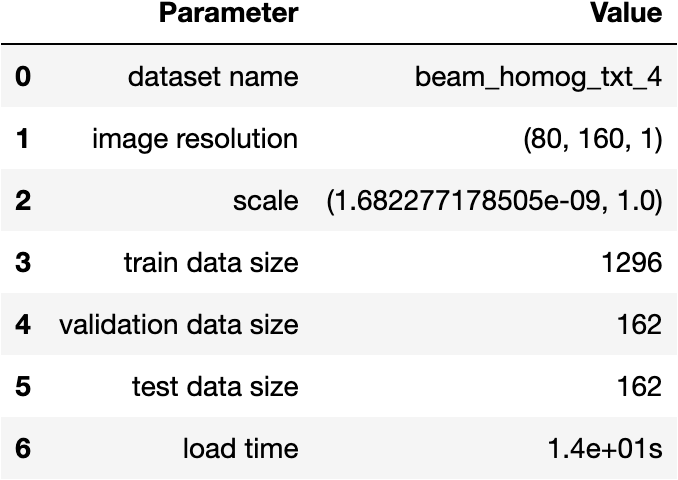 Parameter Value
0 dataset name beam_homog_txt_4
1 image resolution (80, 160, 1)
2 scale (1.682277178505e-09, 1.0)
3 train data size 1296
4 validation data size 162
5 test data size 162
6 load time 1.4e+01s